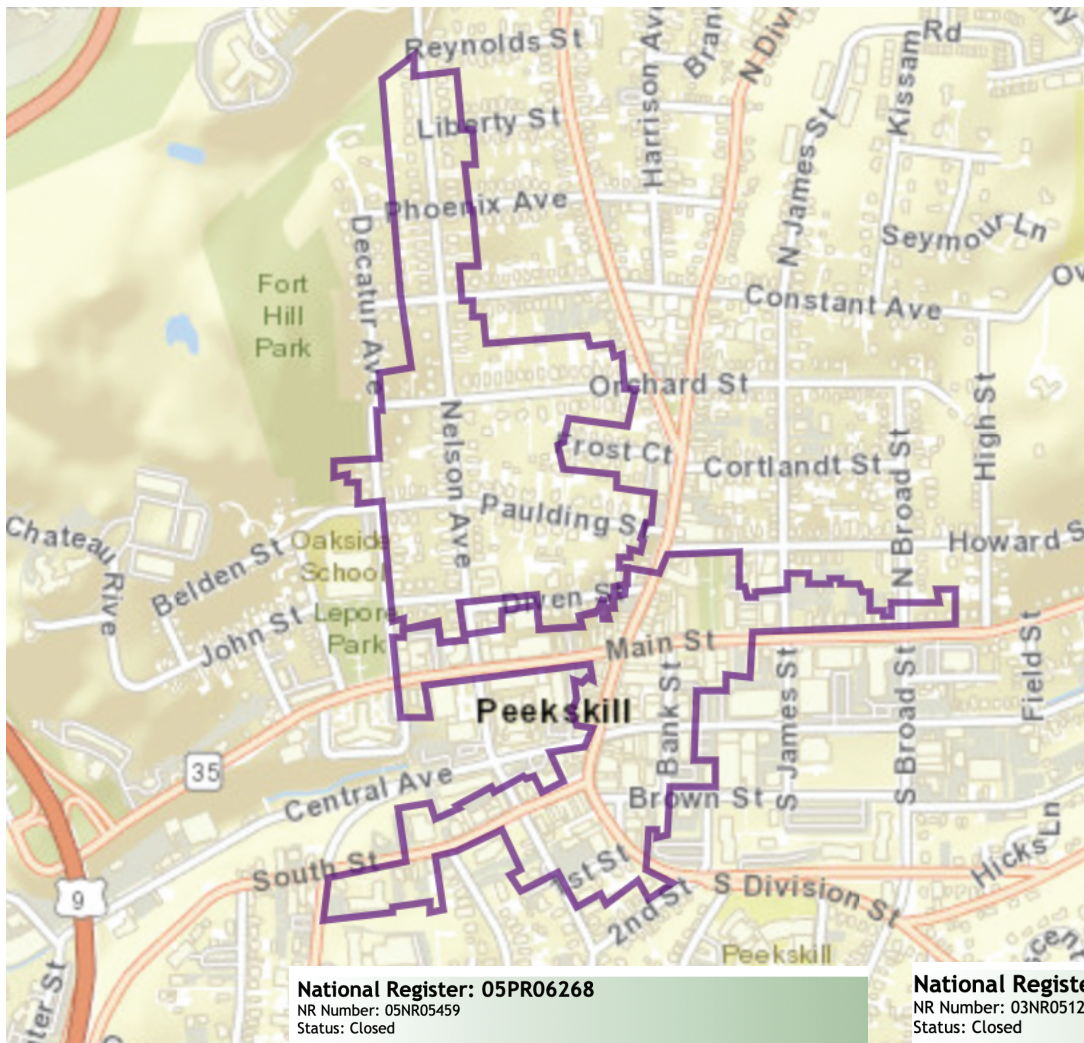 Reynolds St
Rd
Harrison Ave
N Divi
Kissam
Liberty St
N James St
Phoenix Ave
Decatur Ave
Seymour Ln
Fort
Hill
Park
Constant Ave
Orchard St
High St
Nelson Ave
Frost Ct
Cortlandt St
N Broad St
Paulding S
Chateau Rive
Oakside
School
Howard S
Belden St
Diven St
Lepore
Park
John St
Main St
Field St
Peekskill
Bank St
S James St
S Broad St
35
Central Ave
Brown St
Hicks Ln
South St
1st St
9
S Division St
2nd St
Peekskill
National Register: 05PR06268
NR Number: 05NR05459
Status: Closed
National Registe
NR Number: 03NR0512
Status: Closed